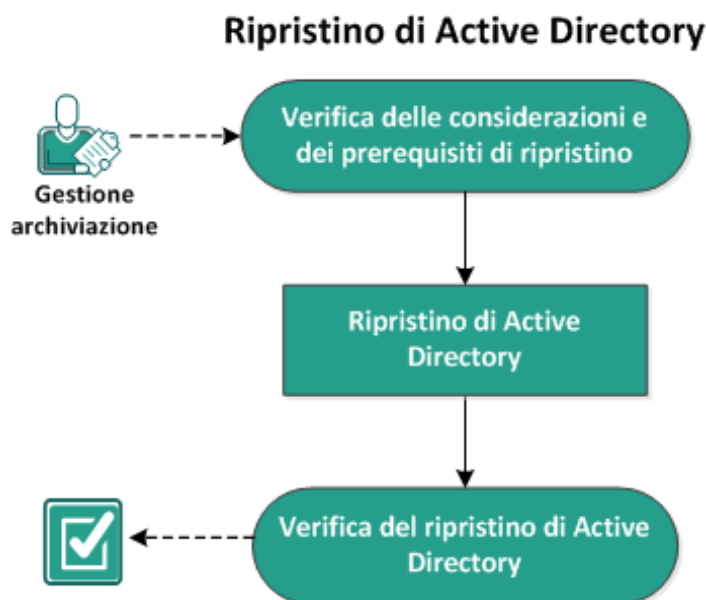 Ripristino di Active Directory
Verifica delle considerazioni e
dei prerequisiti di ripristino
Gestione
archiviazione
Ripristino di Active
Directory
Verifica del ripristino di Active
Directory